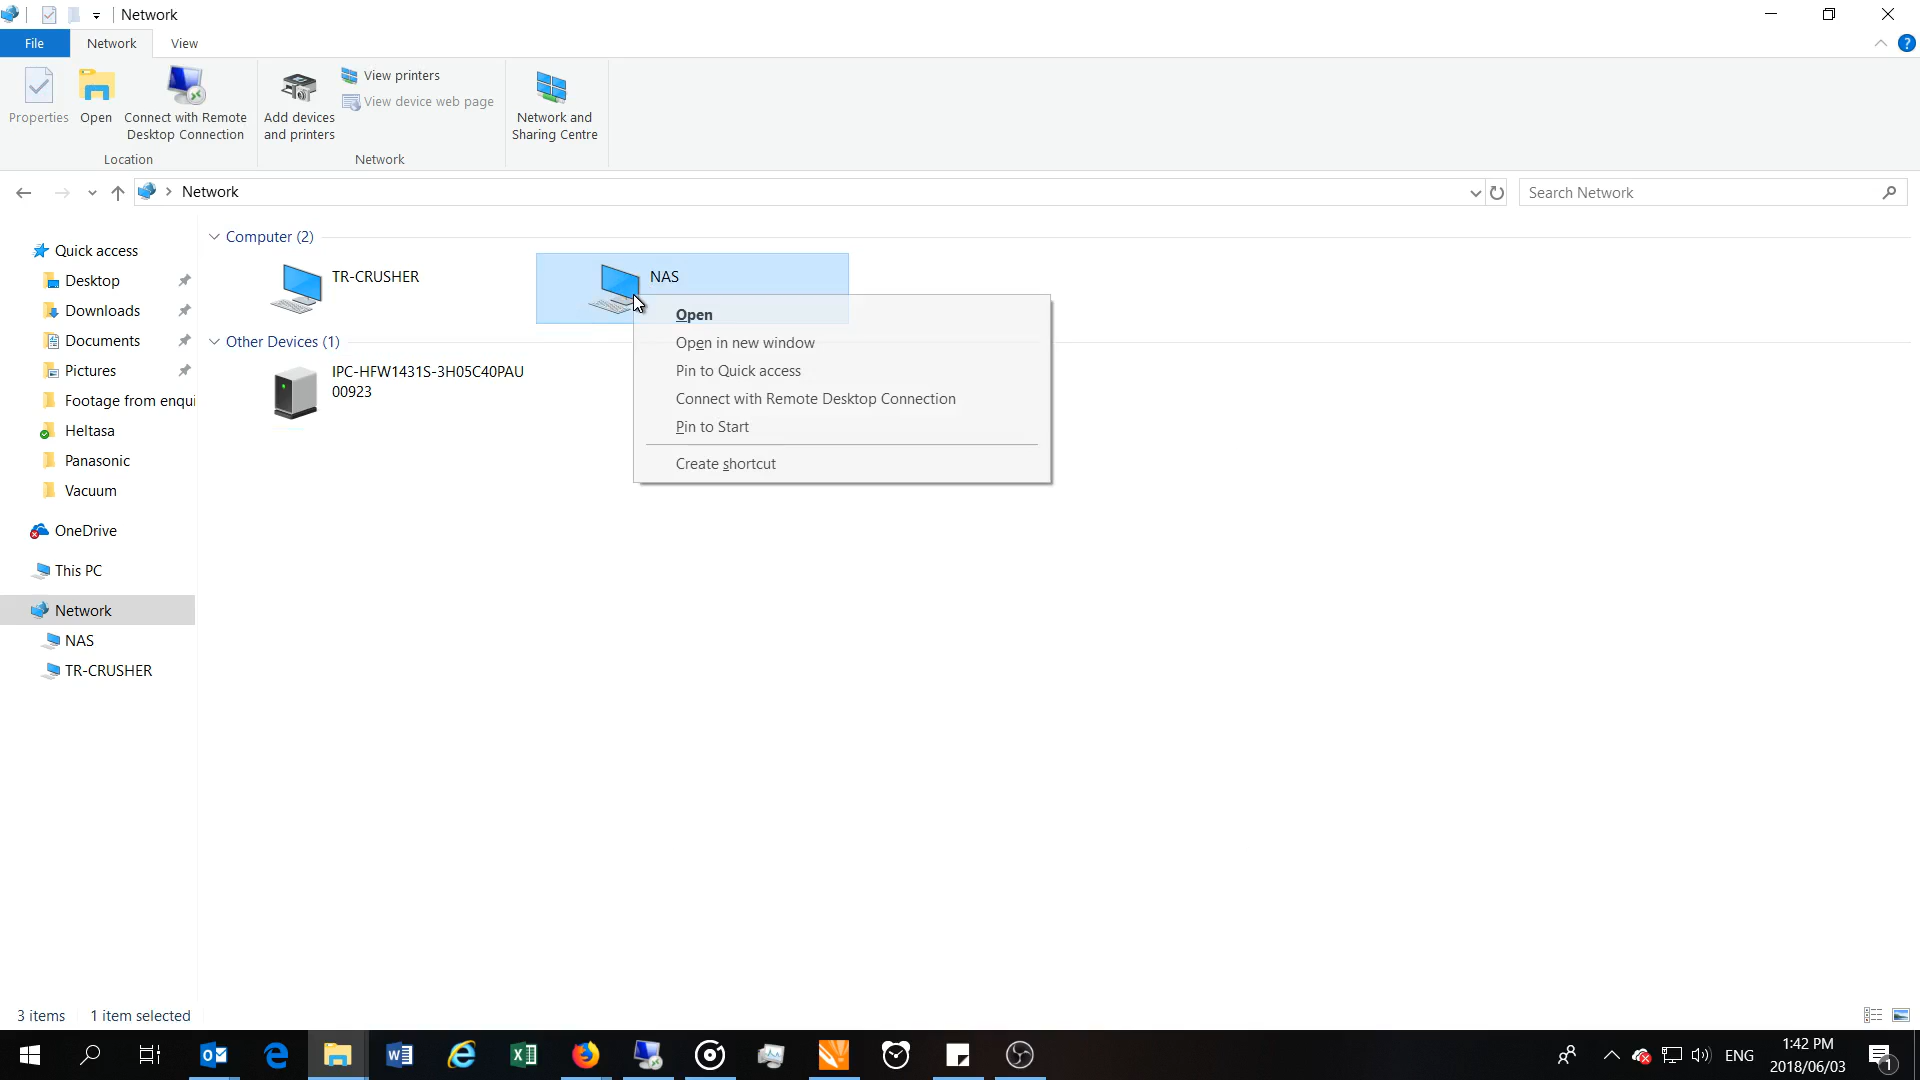 Network
File
Network
View
Properties
Open
Connect with Remote
Desktop Connection
Location
Add devices
and printers
View printers
View device web page
Network
Network and
Sharing Centre
Network
Search Network
Quick access
Desktop
Downloads
Documents
Pictures
Footage from enqui
Heltasa
Panasonic
Vacuum
OneDrive
This PC
Network
NAS
TR-CRUSHER
Computer (2)
TR-CRUSHER
NAS
Other Devices (1)
IPC-HFW1431S-3H05C40PAU
00923
Open
Open in new window
Pin to Quick access
Connect with Remote Desktop Connection
Pin to Start
Create shortcut
3 items
1 item selected
ENG
1:42 PM
2018/06/03
1